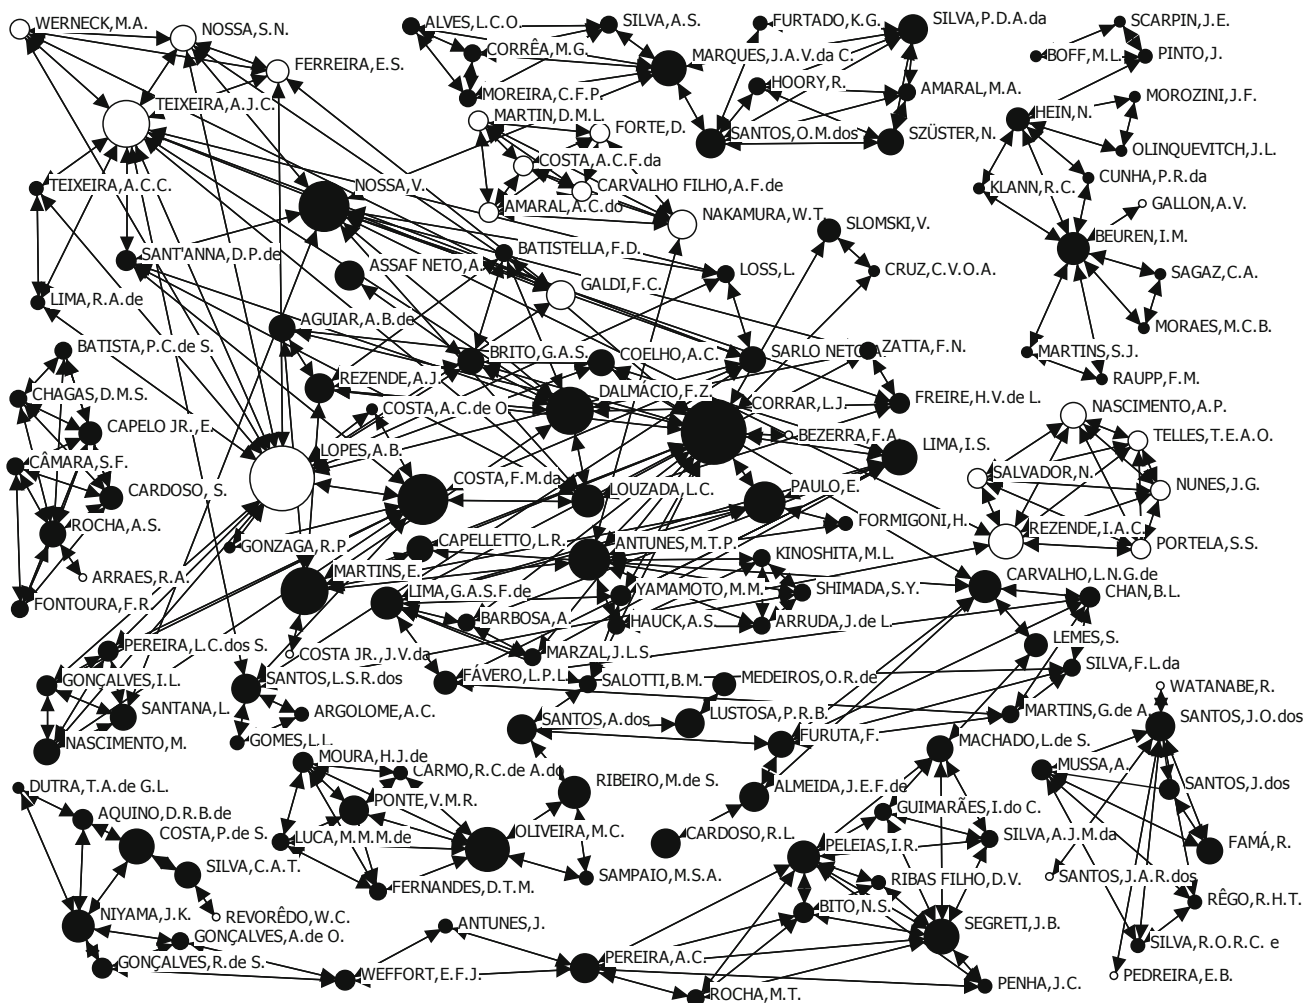 WERNECK,M.A.
NOSSA,S.N.
FERREIRA,E.S.
TEIXEIRA,A.J.C.
TEIXEIRA,A.C.C.
NOSSA,V.
SANT'ANNA,D.P.de
LIMA,R.A.de
ALVES,L.C.O.
SILVA,A.S.
CORRÊA,M.G.
MARQUES,J.A.V.da C.
MOREIRA,C.F.P.
FURTADO,K.G.
SILVA,P.D.A.da
HOORY,R.
AMARAL,M.A.
SANTOS,O.M.dos
SZÜSTER,N.
SCARPIN,J.E.
BOFF,M.L.
PINTO,J.
MOROZINI,J.F.
HEIN,N.
OLINQUEVITCH,J.L.
CUNHA,P.R.da
KLANN,R.C.
GALLON,A.V.
BEUREN,I.M.
SAGAZ,C.A.
MORAES,M.C.B.
MARTINS,S.J.
RAUPP,F.M.
MARTIN,D.M.L.
FORTE,D.
COSTA,A.C.F.da
CARVALHO FILHO,A.F.de
AMARAL,A.C.do
NAKAMURA,W.T.
SLOMSKI,V.
CRUZ,C.V.O.A.
BATISTELLA,F.D.
ASSAF NETO,A.
LOSS,L.
GALDI,F.C.
AGUIAR,A.B.de
BRITO,G.A.S.
COELHO,A.C.
SARLO NETO
ZATTA,F.N.
REZENDE,A.J.
DALMÁCIO,F.Z.
CORRAR,L.J.
FREIRE,H.V.de L.
COSTA,A.C.de O.
BEZERRA,F.A.
LIMA,I.S.
LOPES,A.B.
COSTA,F.M.da
LOUZADA,L.C.
PAULO,E.
FORMIGONI,H.
BATISTA,P.C.de S.
CHAGAS,D.M.S.
CAPELO JR.,E.
CÂMARA,S.F.
CARDOSO,S.
ROCHA,A.S.
ARRAES,R.A.
FONTOURA,F.R.
NASCIMENTO,A.P.
TELLES,T.E.A.O.
SALVADOR,N.
NUNES,J.G.
REZENDE,I.A.C.
PORTELA,S.S.
GONZAGA,R.P.
CAPELLETTO,L.R.
ANTUNES,M.T.P.
KINOSHITA,M.L.
MARTINS,E.
LIMA,G.A.S.F.de
YAMAMOTO,M.M.
SHIMADA,S.Y.
CARVALHO,L.N.G.de
CHAN,B.L.
BARBOSA,A.
HAUCK,A.S.
ARRUDA,J.de L.
LEMES,S.
COSTA JR.,J.V.da
MARZAL,J.L.S.
PEREIRA,L.C.dos S.
GONÇALVES,I.L.
SANTOS,L.S.R.dos
FÁVERO,L.P.L.
SALOTTI,B.M.
MEDEIROS,O.R.de
SILVA,F.L.da
WATANABE,R.
SANTANA,L.
ARGOLOME,A.C.
SANTOS,A.dos
LUSTOSA,P.R.B.
MARTINS,G.de A.
SANTOS,J.O.dos
NASCIMENTO,M.
GOMES,L.L.
FURUTA,F.
MACHADO,L.de S.
MOURA,H.J.de
CARMO,R.C.de A.do
RIBEIRO,M.de S.
ALMEIDA,J.E.F.de
MUSSA,A.
SANTOS,J.dos
DUTRA,T.A.de G.L.
PONTE,V.M.R.
GUIMARÃES,I.do C.
AQUINO,D.R.B.de
COSTA,P.de S.
LUCA,M.M.M.de
OLIVEIRA,M.C.
CARDOSO,R.L.
PELEIAS,I.R.
SILVA,A.J.M.da
FAMÁ,R.
SILVA,C.A.T.
FERNANDES,D.T.M.
SAMPAIO,M.S.A.
RIBAS FILHO,D.V.
SANTOS,J.A.R.dos
RÊGO,R.H.T.
NIYAMA,J.K.
REVORÊDO,W.C.
ANTUNES,J.
BITO,N.S.
SEGRETI,J.B.
GONÇALVES,A.de O.
SILVA,R.O.R.C. e
GONÇALVES,R.de S.
WEFFORT,E.F.J.
PEREIRA,A.C.
PENHA,J.C.
PEDREIRA,E.B.
ROCHA,M.T.